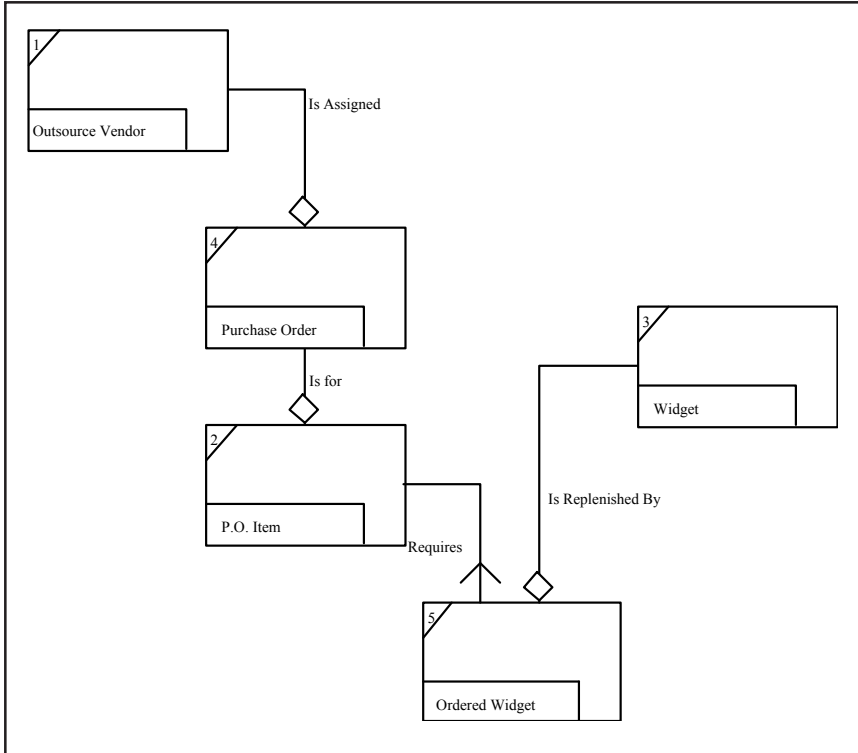 1
Outsource Vendor
Is Assigned
4
Purchase Order
3
Widget
Is for
2
P.O. Item
Is Replenished By
Requires
5
Ordered Widget